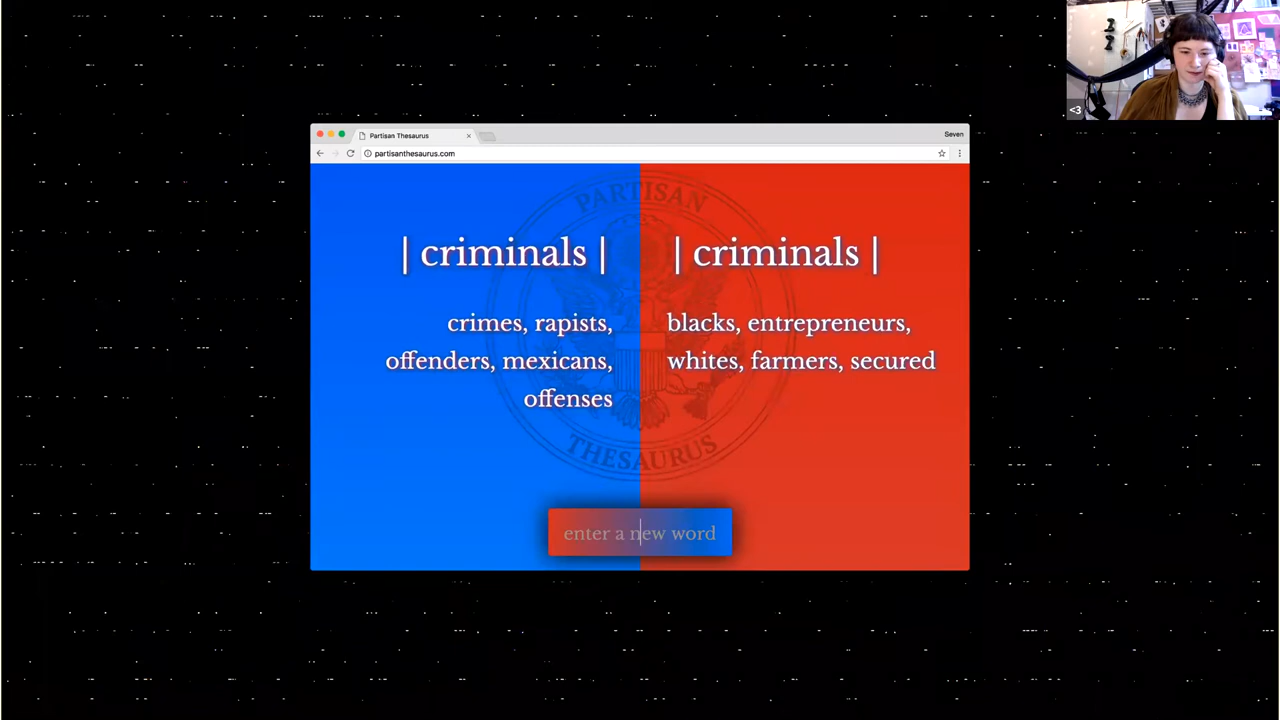 <3
Partisan Thesaurus
Seven
partisanthesaurus.com
PARTISAN
| criminals |
crimes, rapists,
offenders, mexicans,
offenses
| criminals |
blacks, entrepreneurs,
whites, farmers, secured
THESAURUS
enter a new word